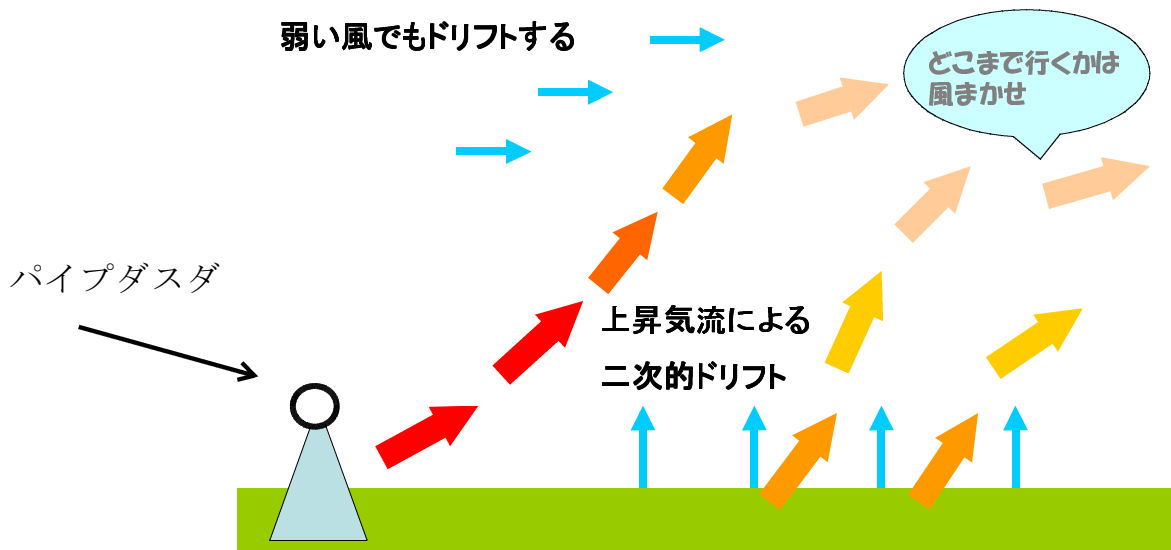 弱い風でもドリフトする
どこまで行くかは
風まかせ
パイプダスダ
上昇気流による
二次的ドリフト